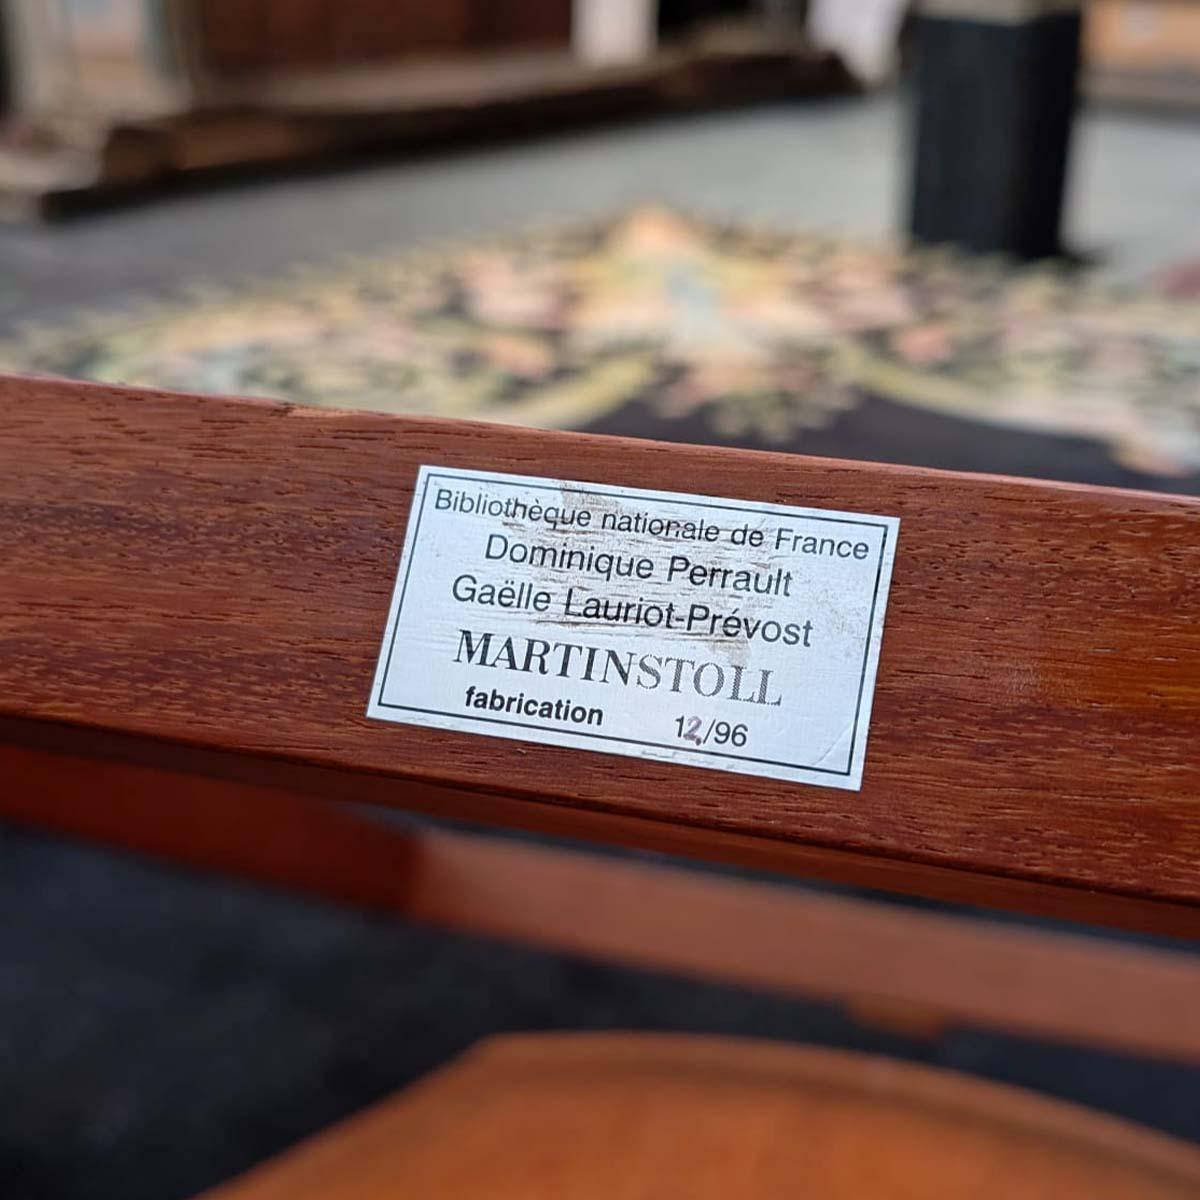 Bibliothèque nationale de France
Dominique Perrault
Gaëlle Lauriot-Prévost
MARTINSTOLL
fabrication 12/96